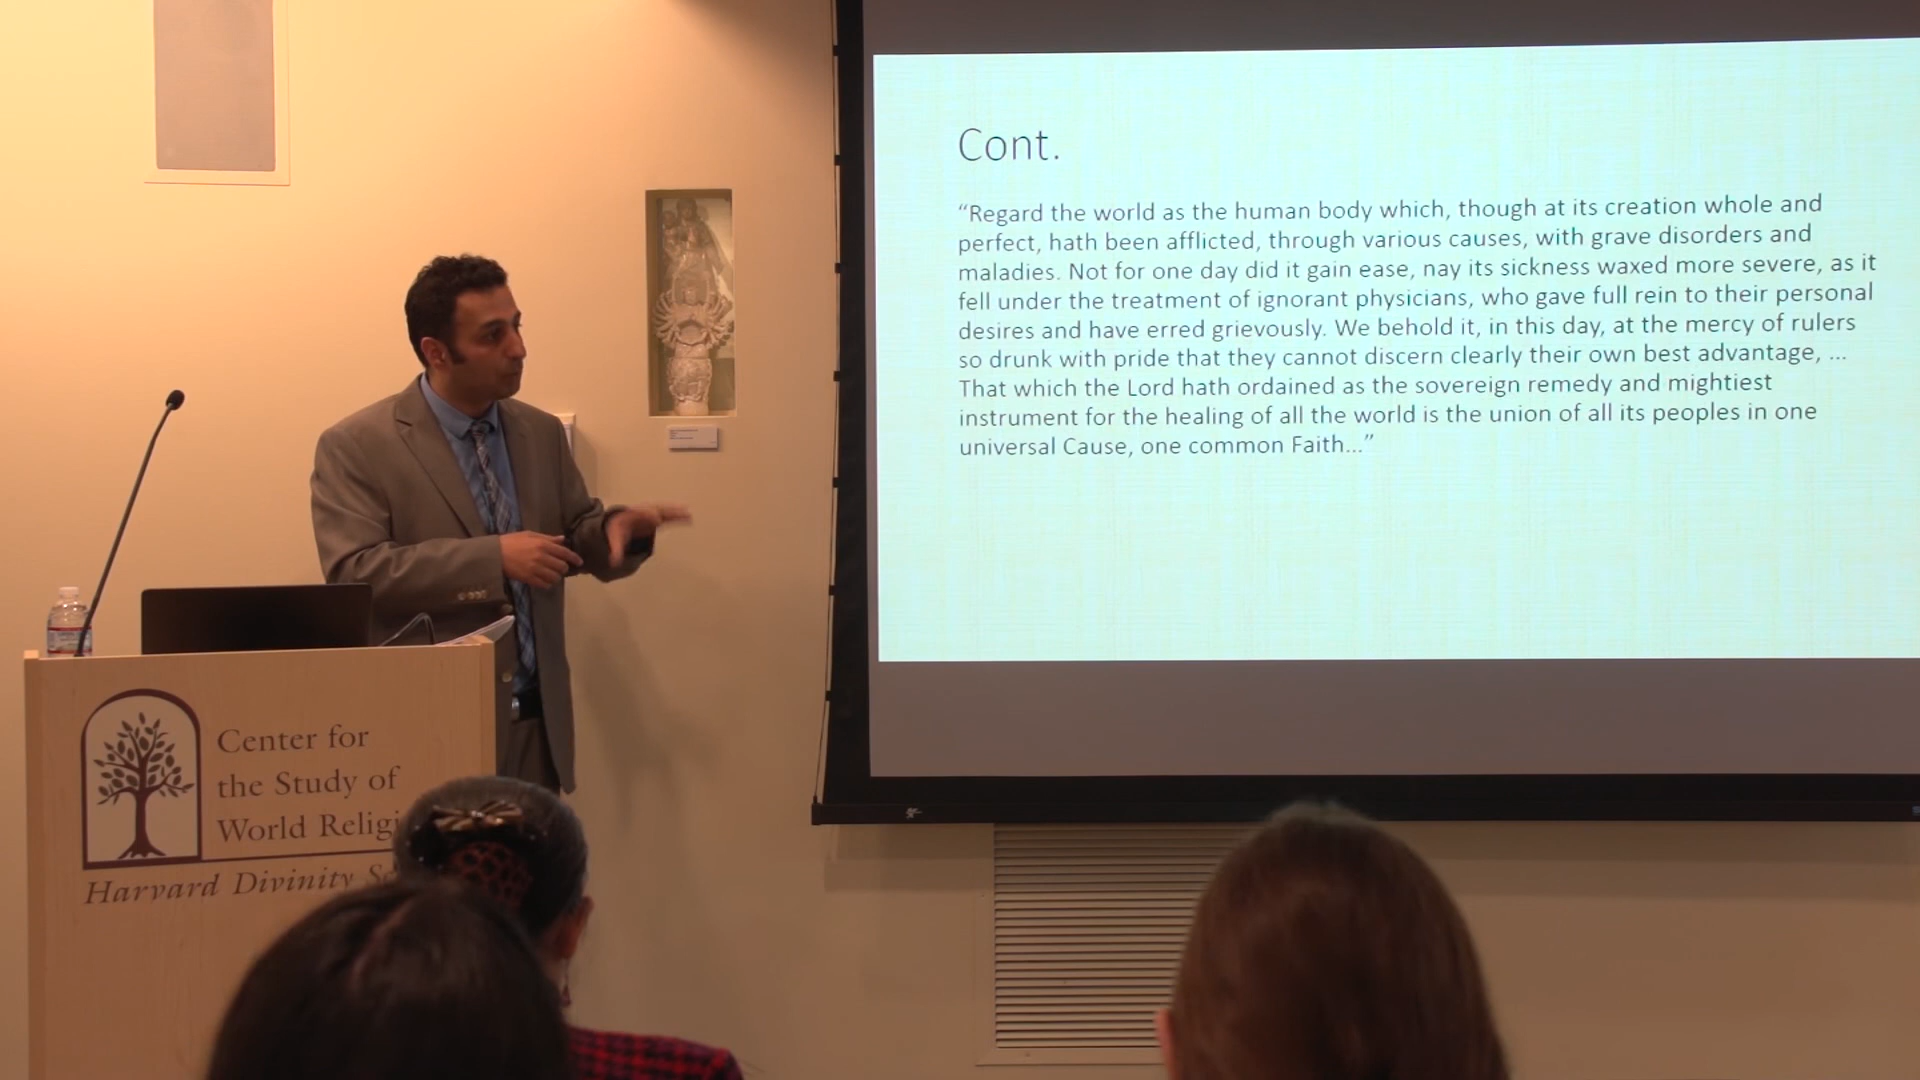 Cont.
“Regard the world as the human body which, though at its creation whole and
perfect, hath been afflicted, through various causes, with grave disorders and
maladies. Not for one day did it gain ease, nay its sickness waxed more severe, as it
fell under the treatment of ignorant physicians, who gave full rein to their personal
desires and have erred grievously. We behold it, in this day, at the mercy of rulers
so drunk with pride that they cannot discern clearly their own best advantage, ...
That which the Lord hath ordained as the sovereign remedy and mightiest
instrument for the healing of all the world is the union of all its peoples in one
universal Cause, one common Faith...”
Center for
the Study of
World Religi
Harvard Divinity Sc